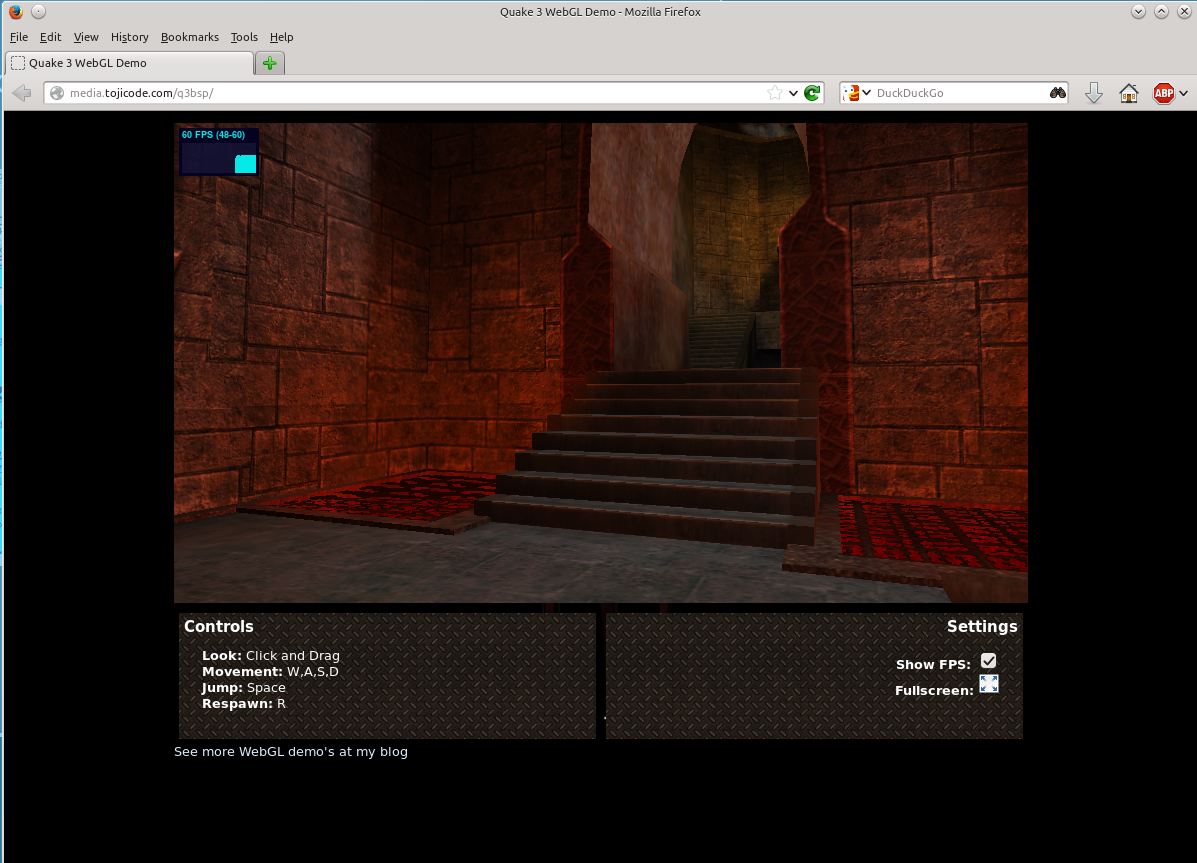 Quake 3 WebGL Demo - Mozilla Firefox
File Edit View History Bookmarks Tools Help
Quake 3 WebGL Demo
media.tojicode.com/q3bsp/
DuckDuckGo
ABP
60 FPS (48-60)
Controls
Look: Click and Drag
Movement: W,A,S,D
Jump: Space
Respawn: R
Settings
Show FPS:
Fullscreen:
See more WebGL demo's at my blog